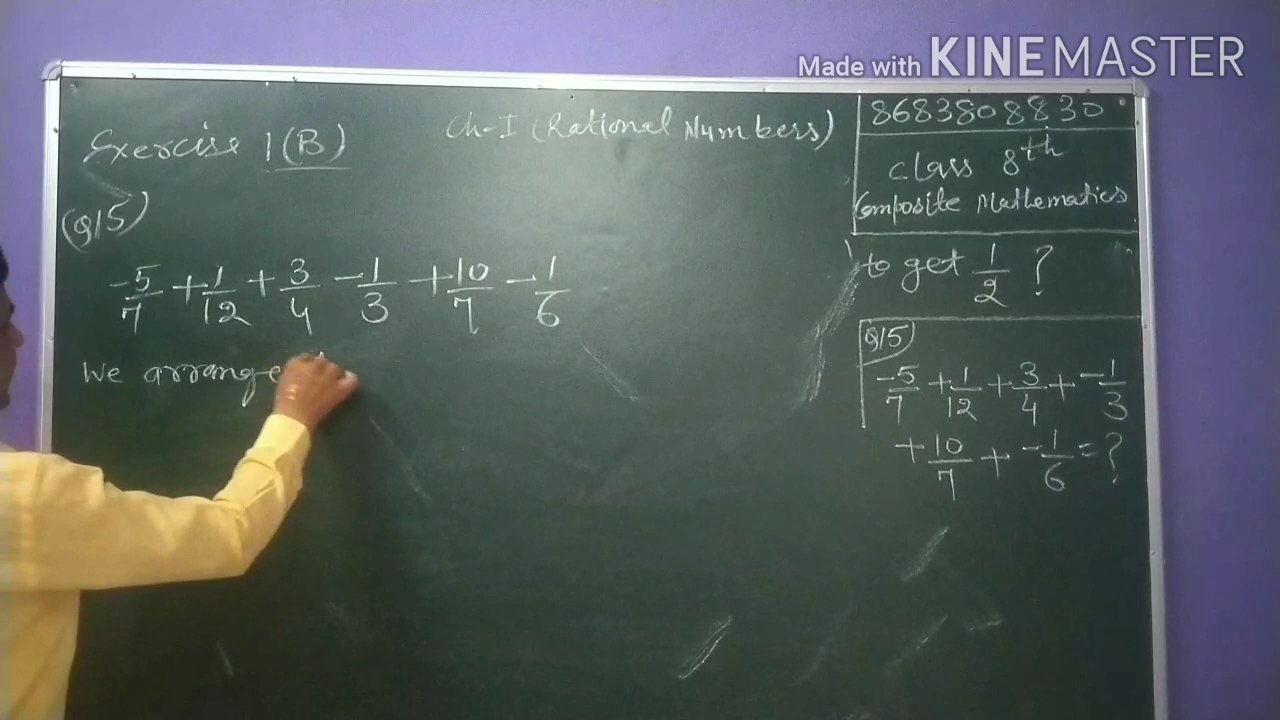 Made with KINEMASTER
Exercise 1(B)
Ch-I (Rational Numbers)
8683808830
class 8th
Composite Mathematics
to get 1/2 ?
(Q15)
-5/7 + 1/12 + 3/4 - 1/3 + 10/7 - 1/6
We arrange
Q15)
-5/7 + 1/12 + 3/4 + -1/3
+ 10/7 + -1/6 = ?